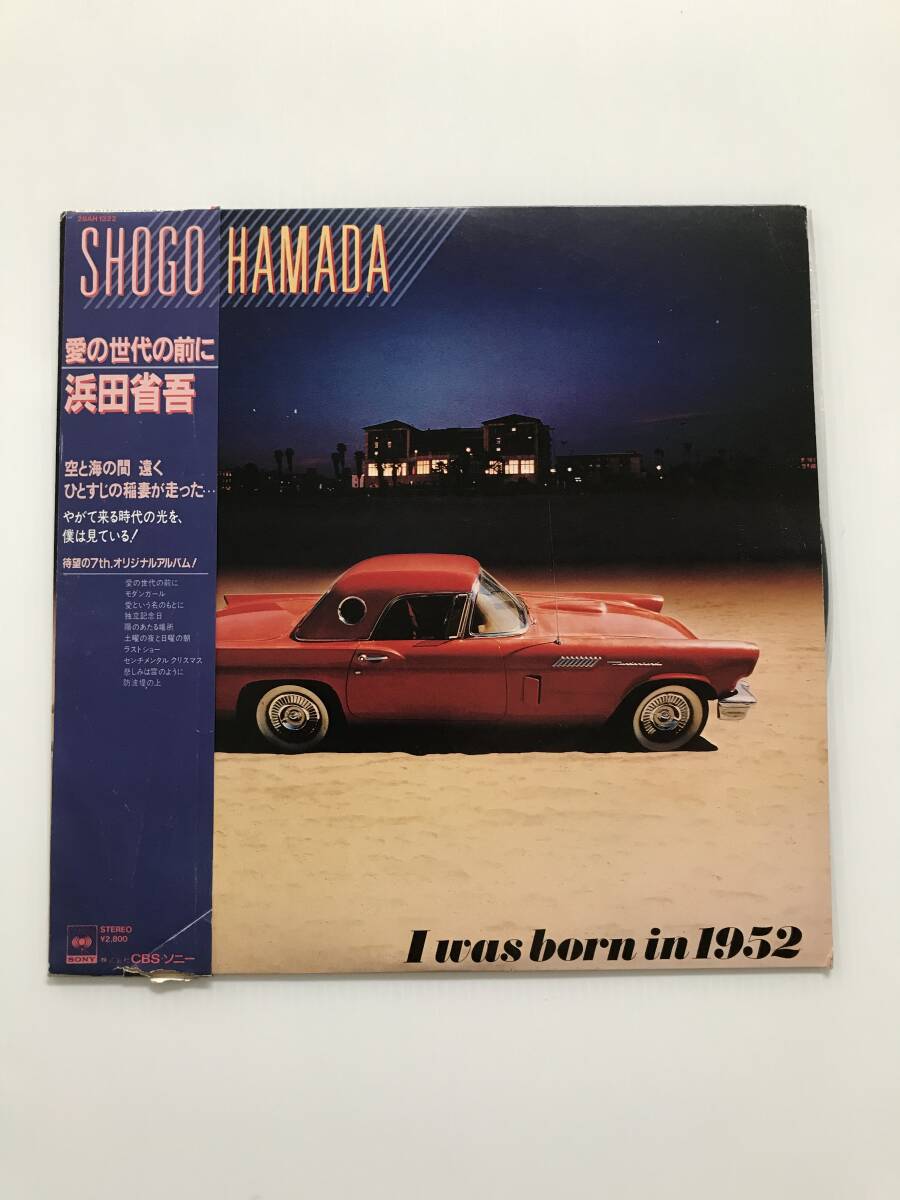 28AH1322
SHOGO HAMADA
愛の世代の前に
浜田省吾
空と海の間 遠く
ひとすじの稲妻が走った…
やがて来る時代の光を、
僕は見ている!
待望の7th.オリジナルアルバム!
愛の世代の前に
モダンガール
愛という名のもとに
独立記念日
陽のあたる場所
土曜の夜と日曜の朝
ラストショー
センチメンタル クリスマス
悲しみは雪のように
防波堤の上
STEREO
¥2,800
SONY
CBS・ソニー
I was born in 1952
Thunderbird